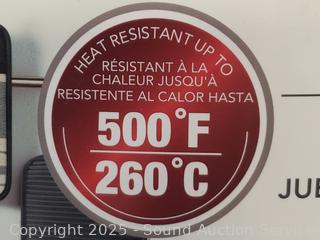 HEAT RESISTANT UP TO
RÉSISTANT À LA
CHALEUR JUSQU'À
RESISTENTE AL CALOR HASTA
500°F
260°C
JUE
Copyright 2025 - Sound Auction Service